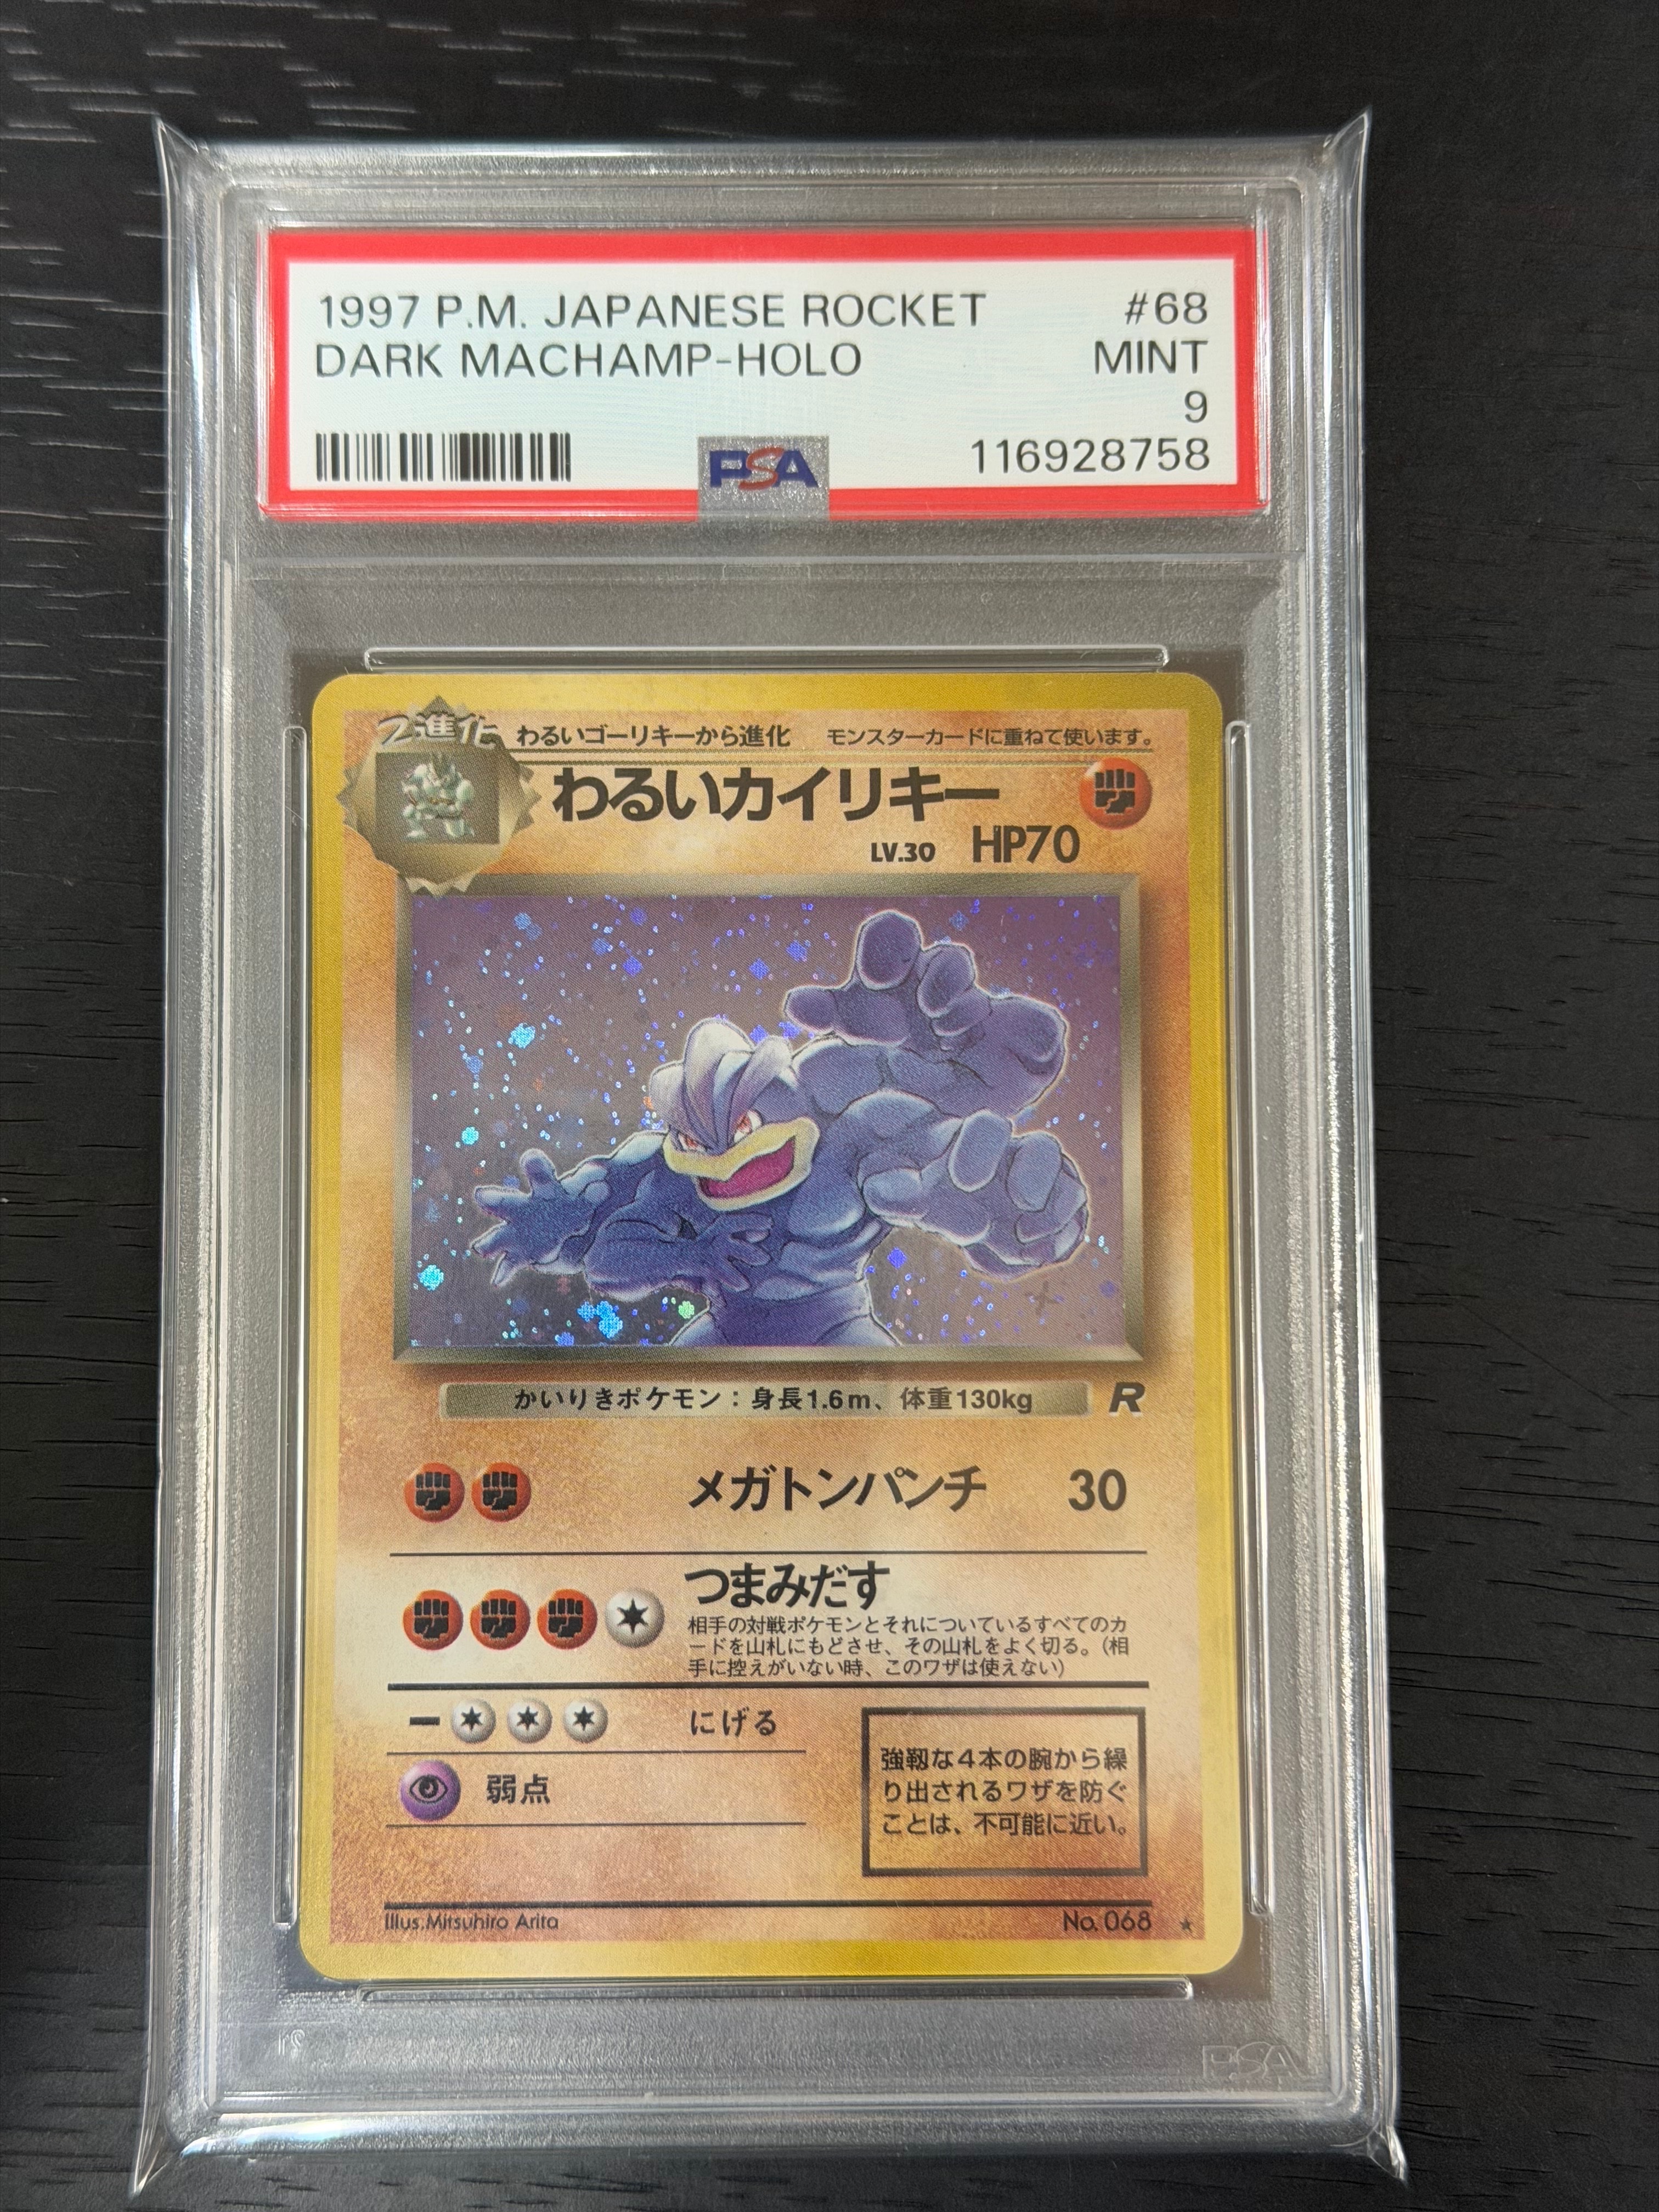 1997 P.M. JAPANESE ROCKET #68
DARK MACHAMP-HOLO MINT
9
PSA 116928758
2進化 わるいゴーリキーから進化 モンスターカードに重ねて使います。
わるいカイリキー
LV.30 HP70
かいりきポケモン：身長1.6m、体重130kg R
メガトンパンチ 30
つまみだす
相手の対戦ポケモンとそれについているすべてのカ
ードを山札にもどさせ、その山札をよく切る。（相
手に控えがいない時、このワザは使えない）
にげる
弱点
強靱な4本の腕から繰
り出されるワザを防ぐ
ことは、不可能に近い。
Illus.Mitsuhiro Arita No.068 ★
PSA